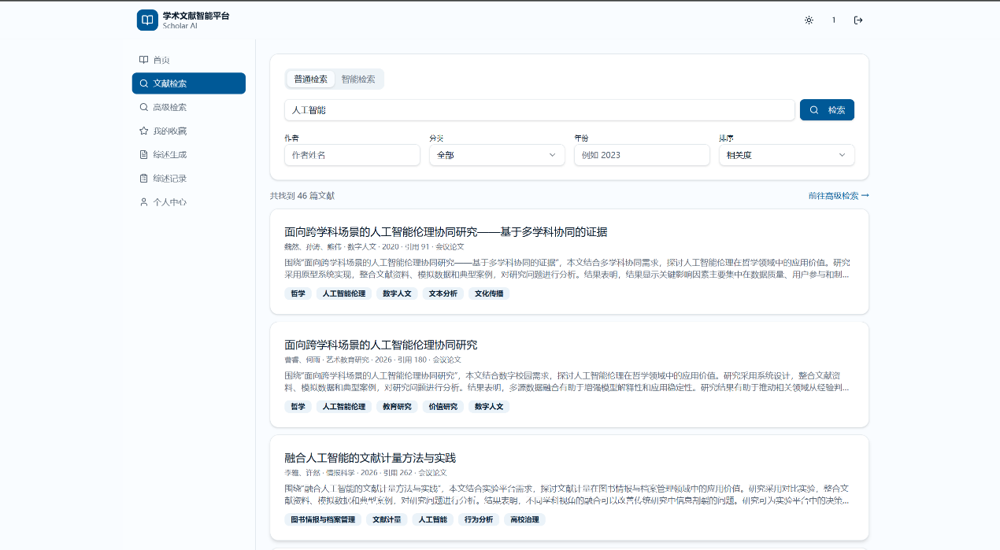 学术文献智能平台
Scholar AI
1
首页
文献检索
高级检索
我的收藏
综述生成
综述记录
个人中心
普通检索 智能检索
人工智能
检索
作者 分类 年份 排序
作者姓名 全部 例如 2023 相关度
共找到 46 篇文献
前往高级检索 →
面向跨学科场景的人工智能伦理协同研究——基于多学科协同的证据
魏然、孙涛、熊伟 · 数字人文 · 2020 · 引用 91 · 会议论文
围绕“面向跨学科场景的人工智能伦理协同研究——基于多学科协同的证据”，本文结合多学科协同需求，探讨人工智能伦理在哲学领域中的应用价值。研究
采用原型系统实现，整合文献资料、模拟数据和典型案例，对研究问题进行分析。结果表明，结果显示关键影响因素主要集中在数据质量、用户参与和制...
哲学 人工智能伦理 数字人文 文本分析 文化传播
面向跨学科场景的人工智能伦理协同研究
曹睿、何雨 · 艺术教育研究 · 2026 · 引用 180 · 会议论文
围绕“面向跨学科场景的人工智能伦理协同研究”，本文结合数字校园需求，探讨人工智能伦理在哲学领域中的应用价值。研究采用系统设计，整合文献资
料、模拟数据和典型案例，对研究问题进行分析。结果表明，多源数据融合有助于增强模型解释性和应用稳定性。研究结果有助于推动相关领域从经验判...
哲学 人工智能伦理 教育研究 价值研究 数字人文
融合人工智能的文献计量方法与实践
李雅、许然 · 情报科学 · 2026 · 引用 262 · 会议论文
围绕“融合人工智能的文献计量方法与实践”，本文结合实验平台需求，探讨文献计量在图书情报与档案管理领域中的应用价值。研究采用对比实验，整合文
献资料、模拟数据和典型案例，对研究问题进行分析。结果表明，不同学科视角的融合可以改善传统研究中信息割裂的问题。研究可为实验平台中的决策...
图书情报与档案管理 文献计量 人工智能 行为分析 高校治理